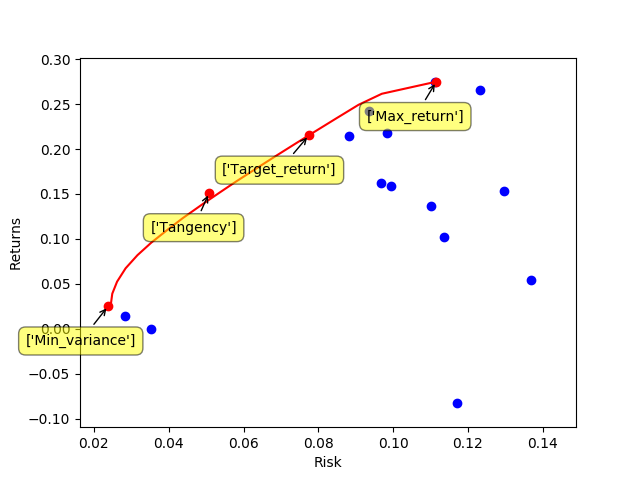 0.30
0.25
0.20
0.15
0.10
0.05
0.00
−0.05
−0.10
Returns
['Max_return']
['Target_return']
['Tangency']
['Min_variance']
0.02 0.04 0.06 0.08 0.10 0.12 0.14
Risk